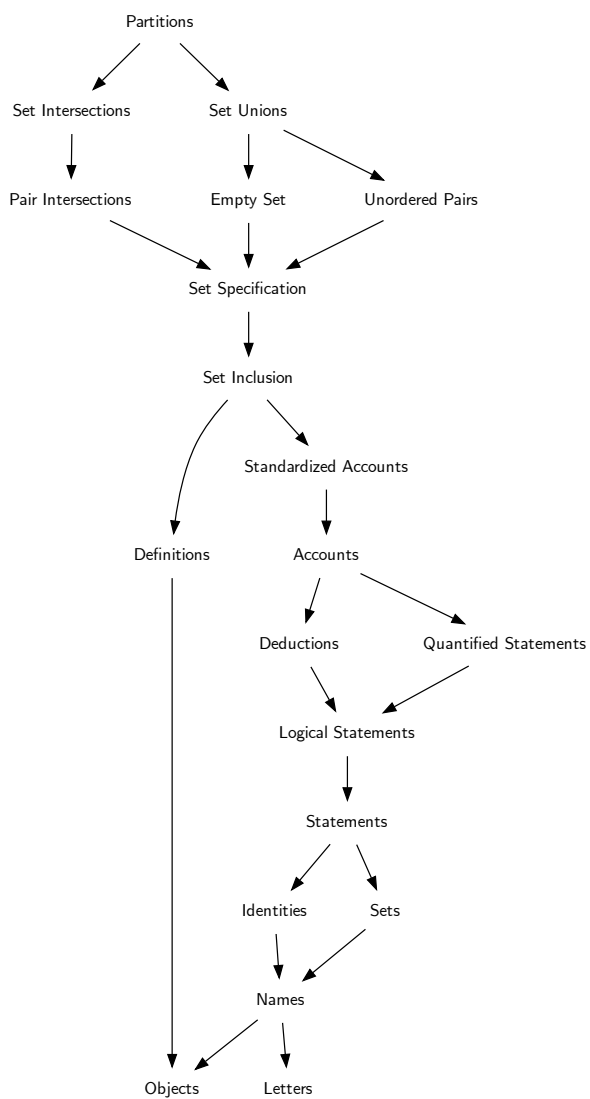 Partitions
Set Intersections
Set Unions
Pair Intersections
Empty Set
Unordered Pairs
Set Specification
Set Inclusion
Standardized Accounts
Definitions
Accounts
Deductions
Quantified Statements
Logical Statements
Statements
Identities
Sets
Names
Objects
Letters